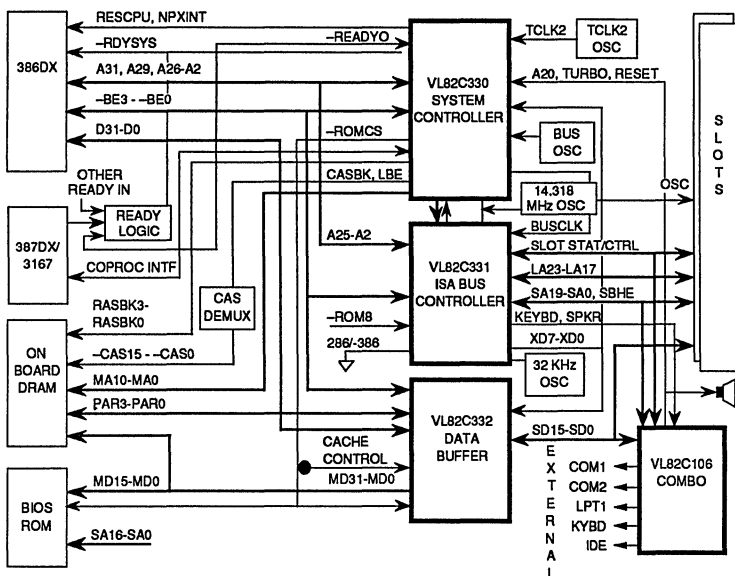 RESCPU, NPXINT
–RDYSYS
A31, A29, A26-A2
–BE3 - –BE0
D31-D0
386DX
–READYO
–ROMCS
CASBK, LBE
VL82C330
SYSTEM
CONTROLLER
TCLK2
TCLK2
OSC
A20, TURBO, RESET
BUS
OSC
SLOTS
OSC
14.318
MHz OSC
BUSCLK
OTHER
READY IN
READY
LOGIC
387DX/
3167
COPROC INTF
A25-A2
VL82C331
ISA BUS
CONTROLLER
SLOT STAT/CTRL
LA23-LA17
SA19-SA0, SBHE
KEYBD, SPKR
XD7-XD0
32 KHz
OSC
–ROM8
286/-386
CAS
DEMUX
RASBK3-
RASBK0
–CAS15 - –CAS0
MA10-MA0
PAR3-PAR0
ON
BOARD
DRAM
VL82C332
DATA
BUFFER
CACHE
CONTROL
MD31-MD0
MD15-MD0
BIOS
ROM
SA16-SA0
SD15-SD0
EXTERNAL
COM1
COM2
LPT1
KYBD
IDE
VL82C106
COMBO